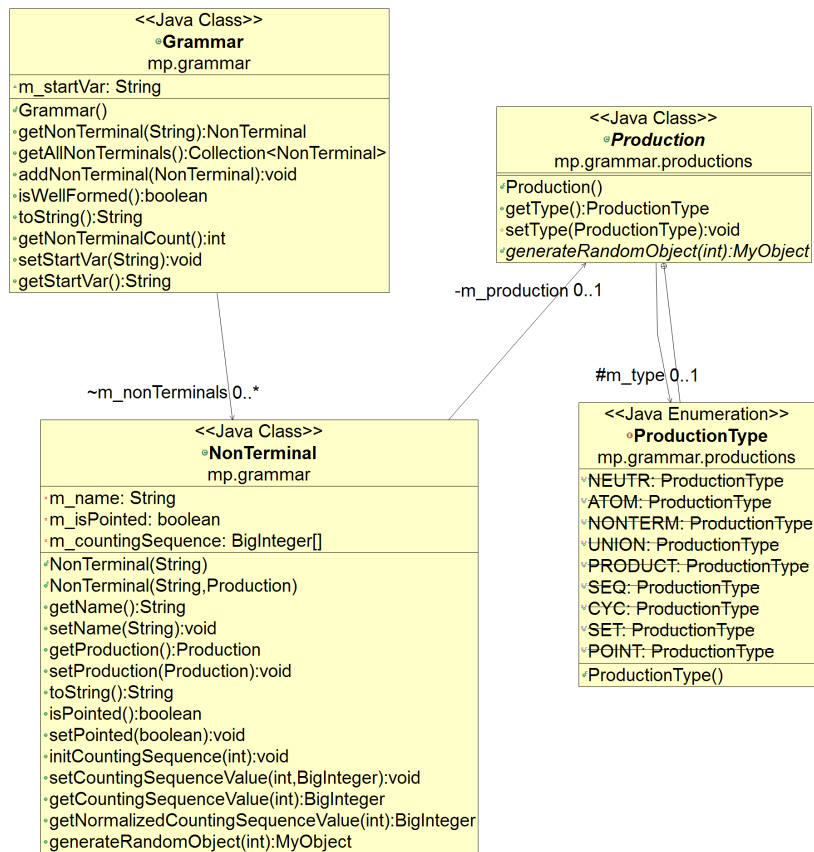 <<Java Class>>
Grammar
mp.grammar
m_startVar: String
Grammar()
getNonTerminal(String):NonTerminal
getAllNonTerminals():Collection<NonTerminal>
addNonTerminal(NonTerminal):void
isWellFormed():boolean
toString():String
getNonTerminalCount():int
setStartVar(String):void
getStartVar():String
<<Java Class>>
Production
mp.grammar.productions
Production()
getType():ProductionType
setType(ProductionType):void
generateRandomObject(int):MyObject
-m_production 0..1
~m_nonTerminals 0..*
#m_type 0..1
<<Java Class>>
NonTerminal
mp.grammar
m_name: String
m_isPointed: boolean
m_countingSequence: BigInteger[]
NonTerminal(String)
NonTerminal(String,Production)
getName():String
setName(String):void
getProduction():Production
setProduction(Production):void
toString():String
isPointed():boolean
setPointed(boolean):void
initCountingSequence(int):void
setCountingSequenceValue(int,BigInteger):void
getCountingSequenceValue(int):BigInteger
getNormalizedCountingSequenceValue(int):BigInteger
generateRandomObject(int):MyObject
<<Java Enumeration>>
ProductionType
mp.grammar.productions
NEUTR: ProductionType
ATOM: ProductionType
NONTERM: ProductionType
UNION: ProductionType
PRODUCT: ProductionType
SEQ: ProductionType
CYC: ProductionType
SET: ProductionType
POINT: ProductionType
ProductionType()